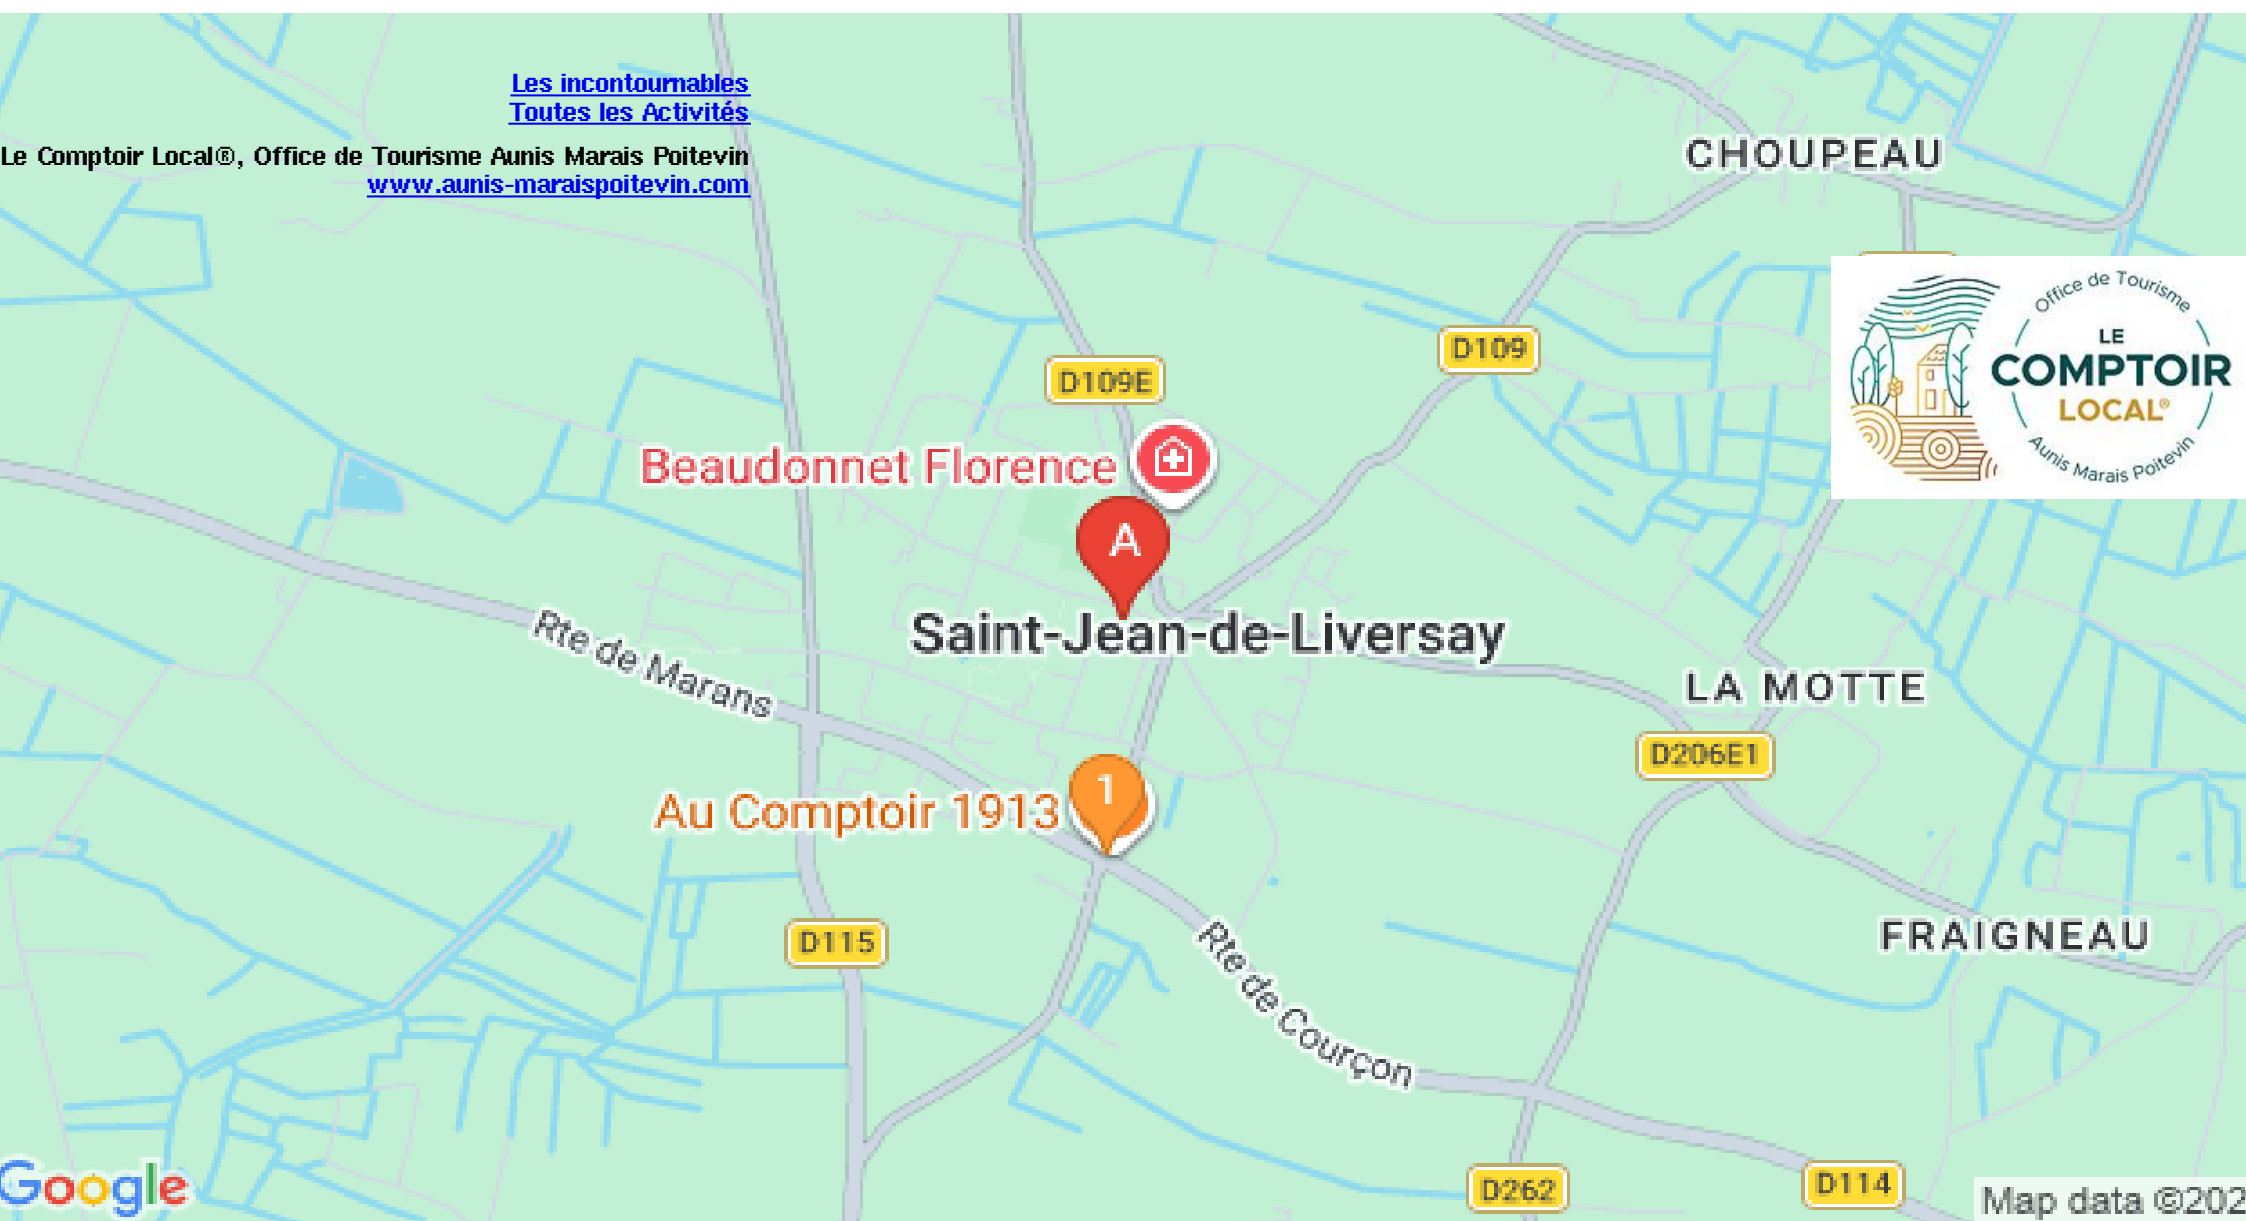 Les incontournables
Toutes les Activités
Le Comptoir Local®, Office de Tourisme Aunis Marais Poitevin
www.aunis-maraispoitevin.com
CHOUPEAU
Office de Tourisme
LE
COMPTOIR
LOCAL®
Aunis Marais Poitevin
D109
D109E
Beaudonnet Florence
A
Saint-Jean-de-Liversay
Rte de Marans
LA MOTTE
D206E1
1
Au Comptoir 1913
D115
FRAIGNEAU
Rte de Courçon
D262
D114
Google
Map data ©202